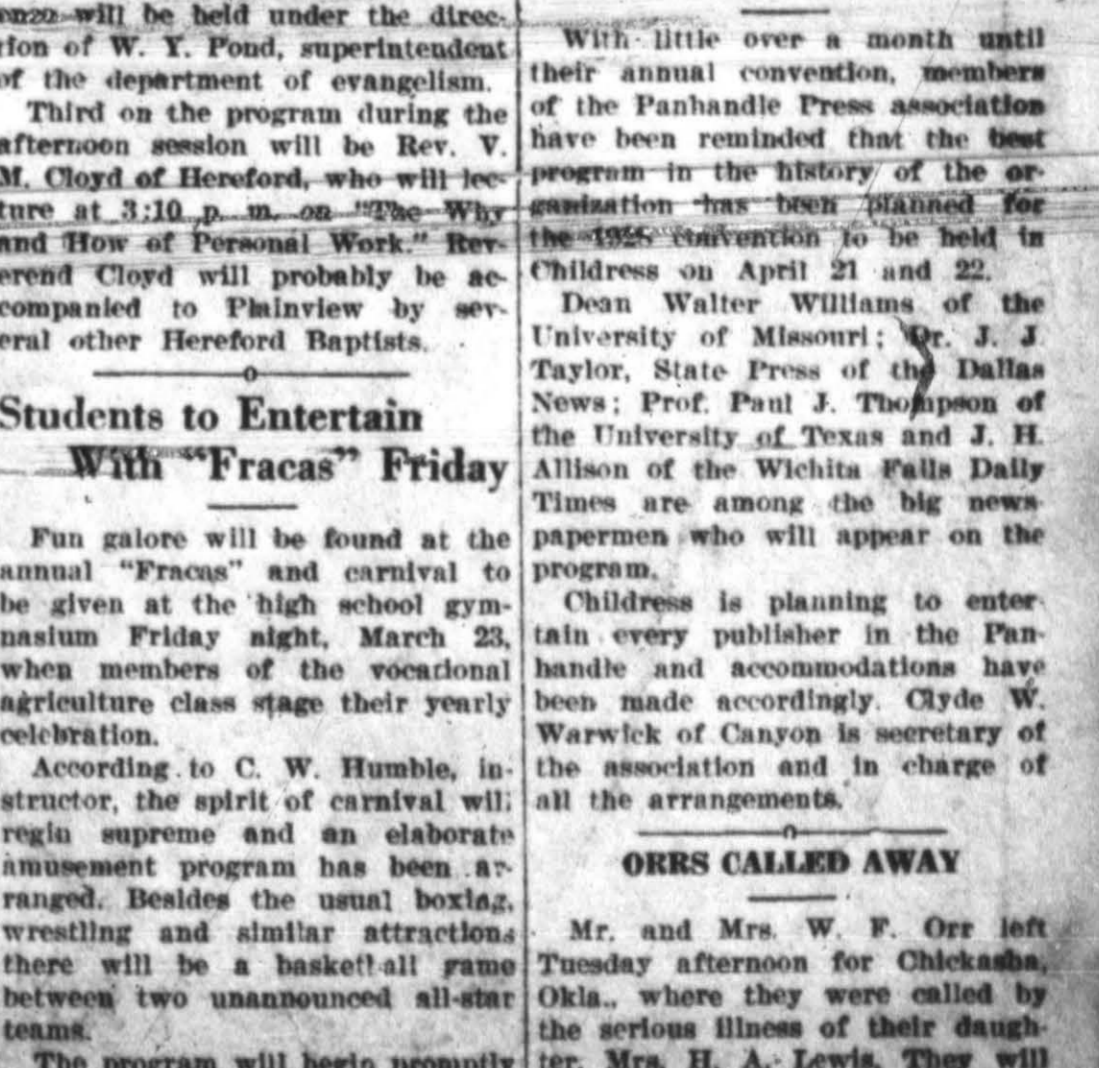 will be held under the direc-
tion of W. Y. Pond, superintendent
of the department of evangelism.
Third on the program during the
afternoon session will be Rev. V.
M. Cloyd of Hereford, who will lec-
ture at 3:10 p. m. on "The Why
and How of Personal Work." Rev-
erend Cloyd will probably be ac-
companied to Plainview by sev-
eral other Hereford Baptists.
Students to Entertain
With "Fracas" Friday
Fun galore will be found at the
annual "Fracas" and carnival to
be given at the high school gym-
nasium Friday night, March 23,
when members of the vocational
agriculture class stage their yearly
celebration.
According to C. W. Humble, in-
structor, the spirit of carnival will
regin supreme and an elaborate
amusement program has been ar-
ranged. Besides the usual boxing,
wrestling and similar attractions
there will be a basketball game
between two unannounced all-star
teams.
The program will begin promptly
With little over a month until
their annual convention, members
of the Panhandle Press association
have been reminded that the best
program in the history of the or-
ganization has been planned for
the 1928 convention to be held in
Childress on April 21 and 22.
Dean Walter Williams of the
University of Missouri; Dr. J. J.
Taylor, State Press of the Dallas
News; Prof. Paul J. Thompson of
the University of Texas and J. H.
Allison of the Wichita Falls Daily
Times are among the big news-
papermen who will appear on the
program.
Childress is planning to enter-
tain every publisher in the Pan-
handle and accommodations have
been made accordingly. Clyde W.
Warwick of Canyon is secretary of
the association and in charge of
all the arrangements.
ORRS CALLED AWAY
Mr. and Mrs. W. F. Orr left
Tuesday afternoon for Chickasha,
Okla., where they were called by
the serious illness of their daugh-
ter, Mrs. H. A. Lewis. They will